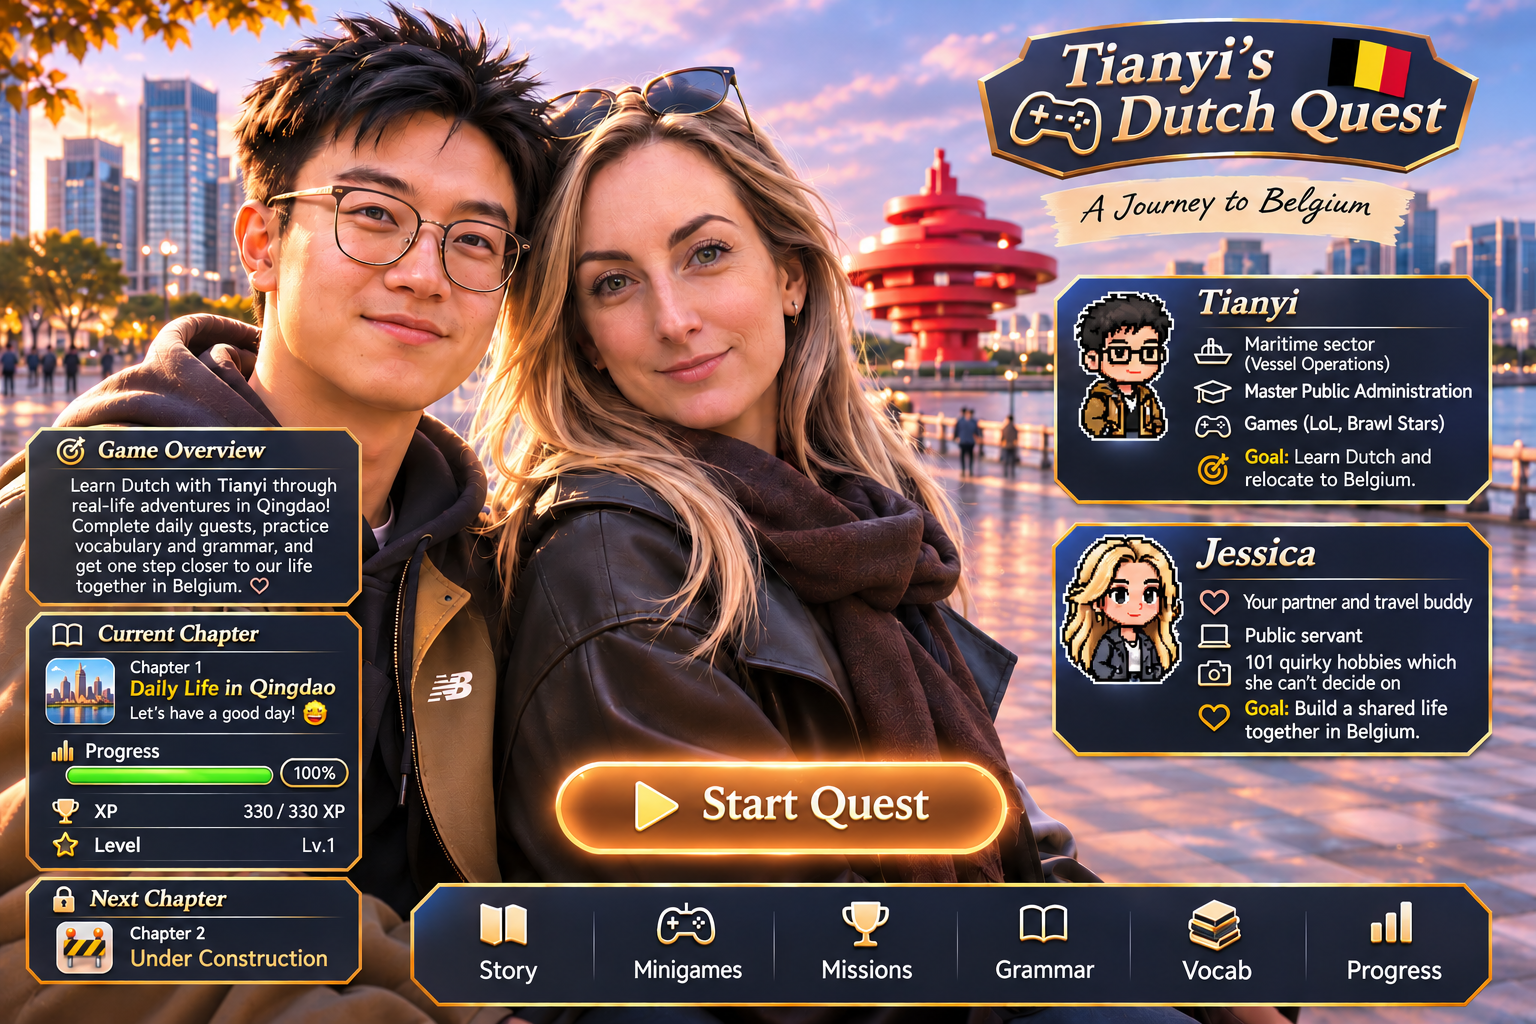 Tianyi's
Dutch Quest
A Journey to Belgium
Tianyi
Maritime sector
(Vessel Operations)
Master Public Administration
Games (LoL, Brawl Stars)
Goal: Learn Dutch and
relocate to Belgium.
Jessica
Your partner and travel buddy
Public servant
101 quirky hobbies which
she can't decide on
Goal: Build a shared life
together in Belgium.
Game Overview
Learn Dutch with Tianyi through
real-life adventures in Qingdao!
Complete daily guests, practice
vocabulary and grammar, and
get one step closer to our life
together in Belgium.
Current Chapter
Chapter 1
Daily Life in Qingdao
Let's have a good day!
Progress
100%
XP 330 / 330 XP
Level Lv.1
Next Chapter
Chapter 2
Under Construction
NB
Start Quest
Story
Minigames
Missions
Grammar
Vocab
Progress